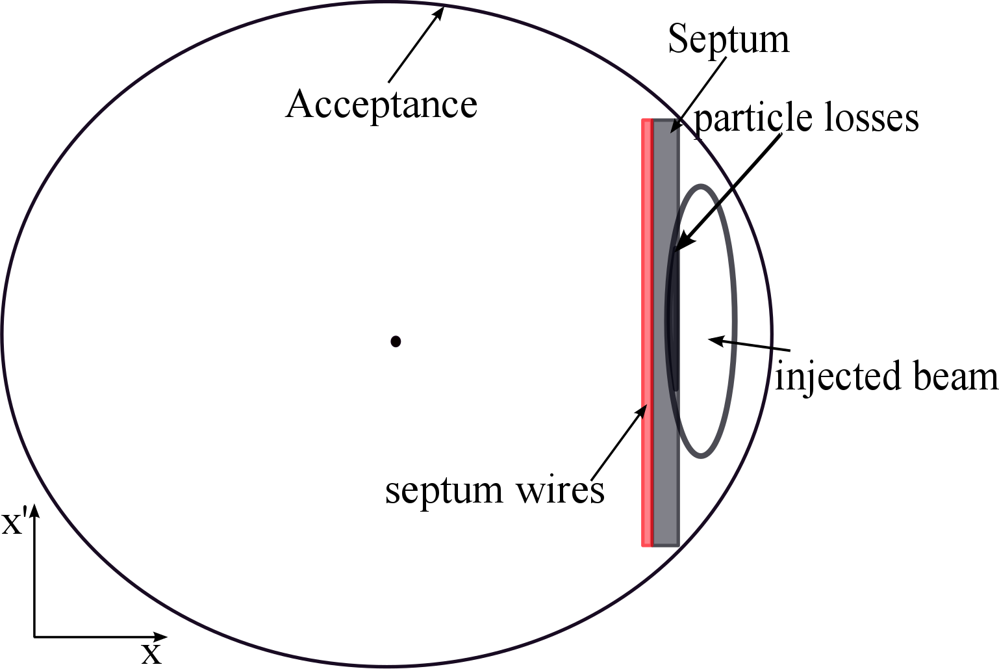 Septum
Acceptance
particle losses
injected beam
septum wires
x'
x